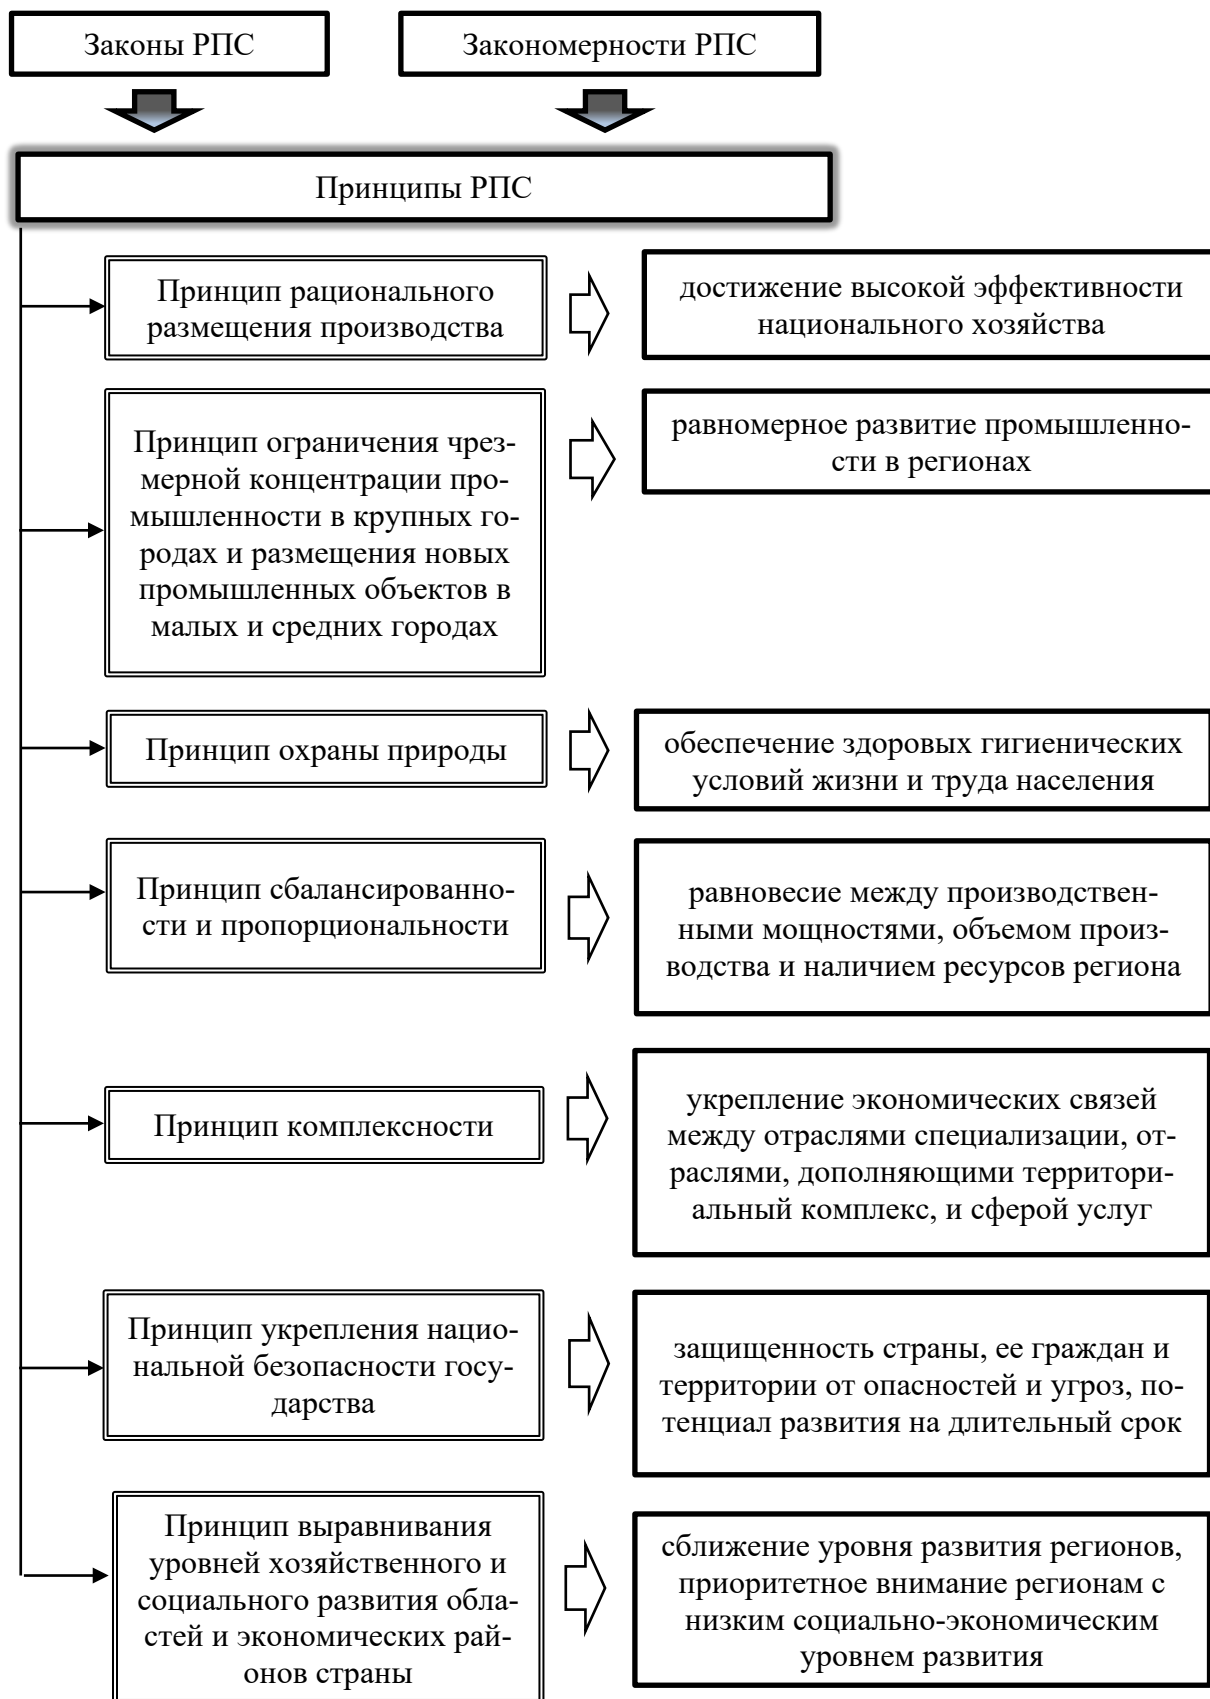 Законы РПС
Закономерности РПС
Принципы РПС
Принцип рационального
размещения производства
достижение высокой эффективности
национального хозяйства
Принцип ограничения чрез-
мерной концентрации про-
мышленности в крупных го-
родах и размещения новых
промышленных объектов в
малых и средних городах
равномерное развитие промышленно-
сти в регионах
Принцип охраны природы
обеспечение здоровых гигиенических
условий жизни и труда населения
Принцип сбалансированно-
сти и пропорциональности
равновесие между производствен-
ными мощностями, объемом произ-
водства и наличием ресурсов региона
Принцип комплексности
укрепление экономических связей
между отраслями специализации, от-
раслями, дополняющими территори-
альный комплекс, и сферой услуг
Принцип укрепления нацио-
нальной безопасности госу-
дарства
защищенность страны, ее граждан и
территории от опасностей и угроз, по-
тенциал развития на длительный срок
Принцип выравнивания
уровней хозяйственного и
социального развития обла-
стей и экономических рай-
онов страны
сближение уровня развития регионов,
приоритетное внимание регионам с
низким социально-экономическим
уровнем развития